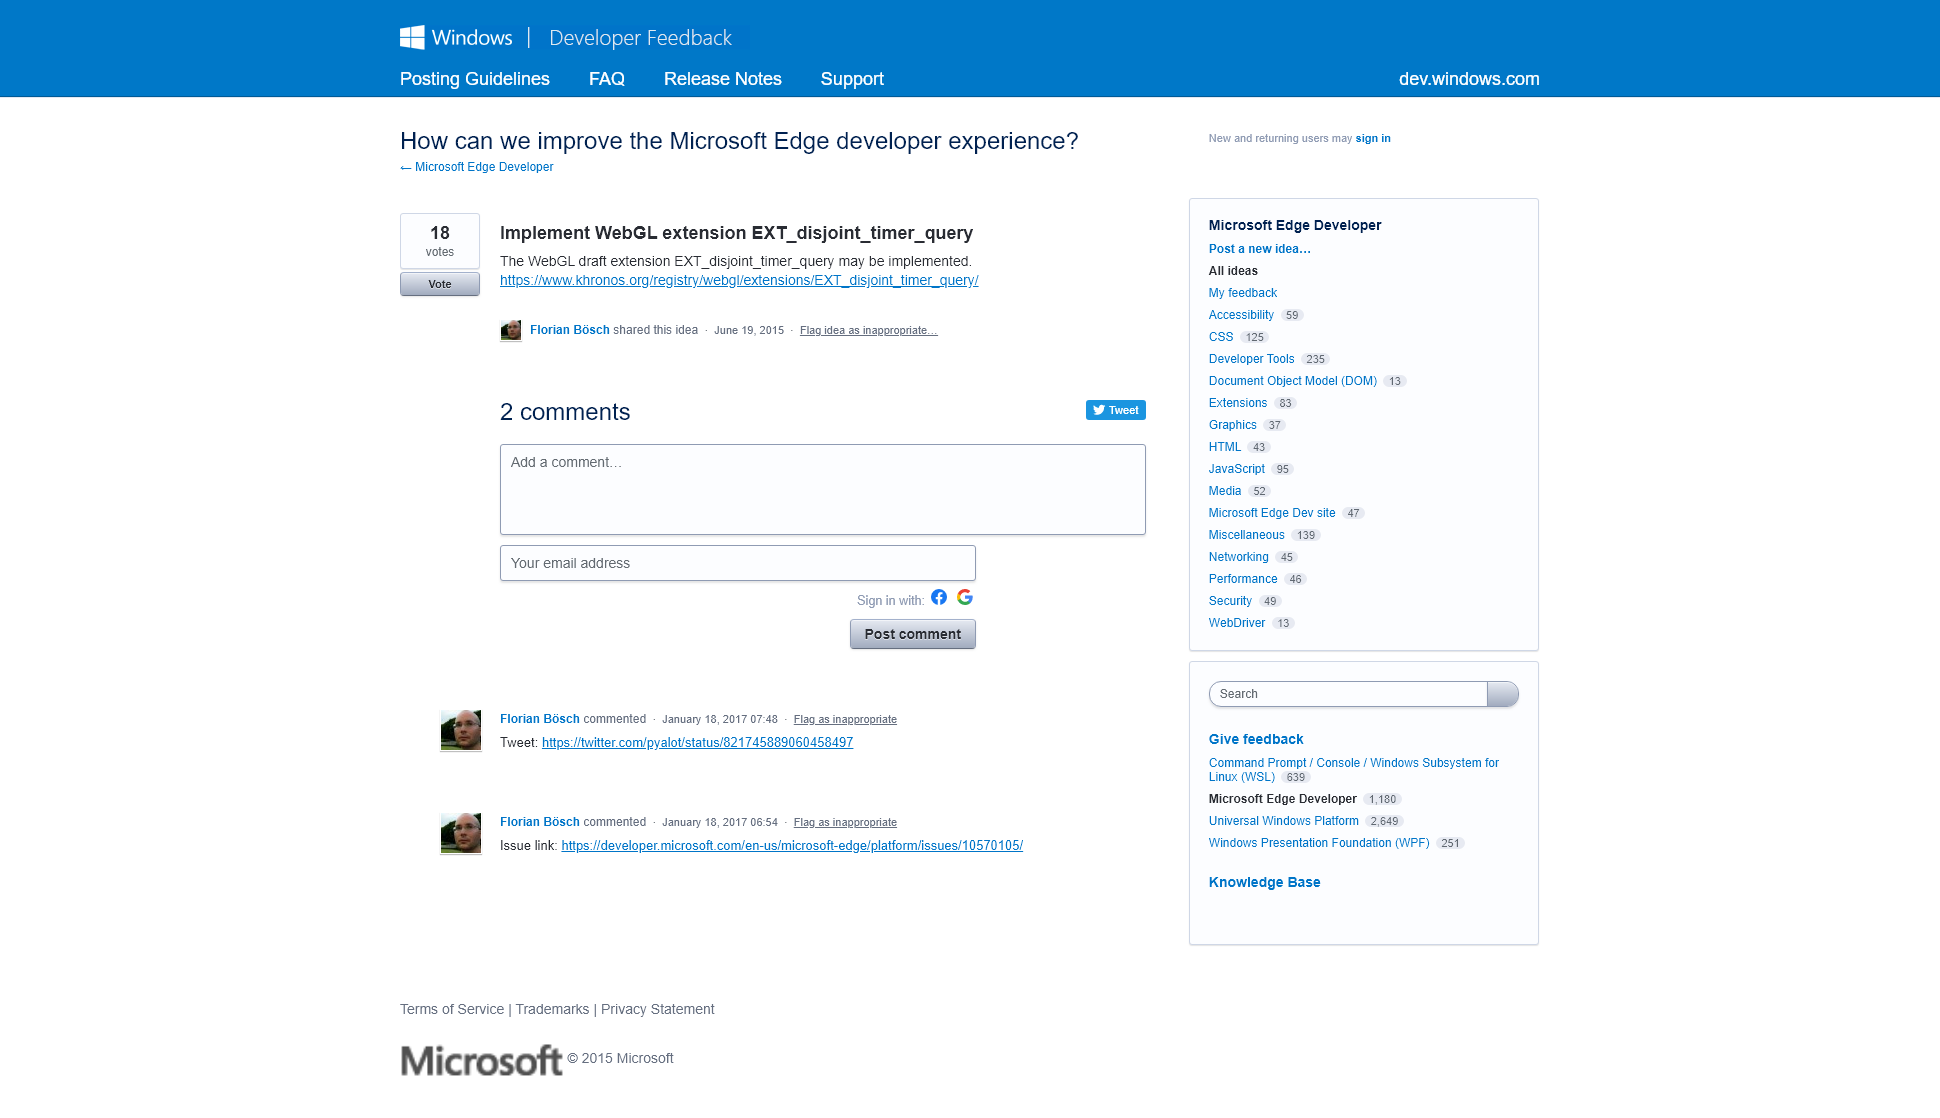 Windows | Developer Feedback
Posting Guidelines FAQ Release Notes Support dev.windows.com
How can we improve the Microsoft Edge developer experience?
← Microsoft Edge Developer
New and returning users may sign in
18
votes
Vote
Implement WebGL extension EXT_disjoint_timer_query
The WebGL draft extension EXT_disjoint_timer_query may be implemented.
https://www.khronos.org/registry/webgl/extensions/EXT_disjoint_timer_query/
Florian Bösch shared this idea · June 19, 2015 · Flag idea as inappropriate…
2 comments
Tweet
Add a comment…
Your email address
Sign in with:
Post comment
Florian Bösch commented · January 18, 2017 07:48 · Flag as inappropriate
Tweet: https://twitter.com/pyalot/status/821745889060458497
Florian Bösch commented · January 18, 2017 06:54 · Flag as inappropriate
Issue link: https://developer.microsoft.com/en-us/microsoft-edge/platform/issues/10570105/
Microsoft Edge Developer
Post a new idea…
All ideas
My feedback
Accessibility 59
CSS 125
Developer Tools 235
Document Object Model (DOM) 13
Extensions 83
Graphics 37
HTML 43
JavaScript 95
Media 52
Microsoft Edge Dev site 47
Miscellaneous 139
Networking 45
Performance 46
Security 49
WebDriver 13
Search
Give feedback
Command Prompt / Console / Windows Subsystem for
Linux (WSL) 639
Microsoft Edge Developer 1,180
Universal Windows Platform 2,649
Windows Presentation Foundation (WPF) 251
Knowledge Base
Terms of Service | Trademarks | Privacy Statement
Microsoft © 2015 Microsoft